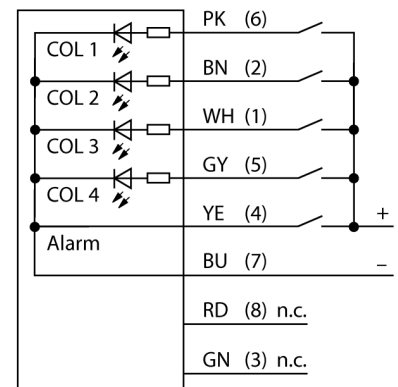 PK (6)
COL 1
BN (2)
COL 2
WH (1)
COL 3
GY (5)
COL 4
YE (4) +
Alarm
BU (7) –
RD (8) n.c.
GN (3) n.c.